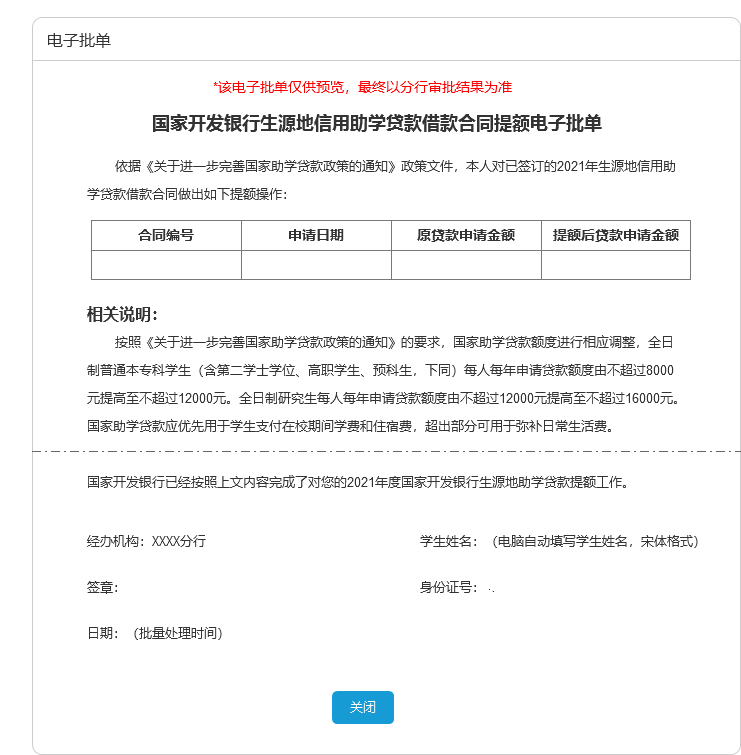 电子批单
*该电子批单仅供预览，最终以分行审批结果为准
国家开发银行生源地信用助学贷款借款合同提额电子批单
依据《关于进一步完善国家助学贷款政策的通知》政策文件，本人对已签订的2021年生源地信用助
学贷款借款合同做出如下提额操作：
合同编号 申请日期 原贷款申请金额 提额后贷款申请金额
相关说明：
按照《关于进一步完善国家助学贷款政策的通知》的要求，国家助学贷款额度进行相应调整，全日
制普通本专科学生（含第二学士学位、高职学生、预科生，下同）每人每年申请贷款额度由不超过8000
元提高至不超过12000元。全日制研究生每人每年申请贷款额度由不超过12000元提高至不超过16000元。
国家助学贷款应优先用于学生支付在校期间学费和住宿费，超出部分可用于弥补日常生活费。
国家开发银行已经按照上文内容完成了对您的2021年度国家开发银行生源地助学贷款提额工作。
经办机构：XXXX分行 学生姓名：（电脑自动填写学生姓名，宋体格式）
签章： 身份证号：
日期：（批量处理时间）
关闭